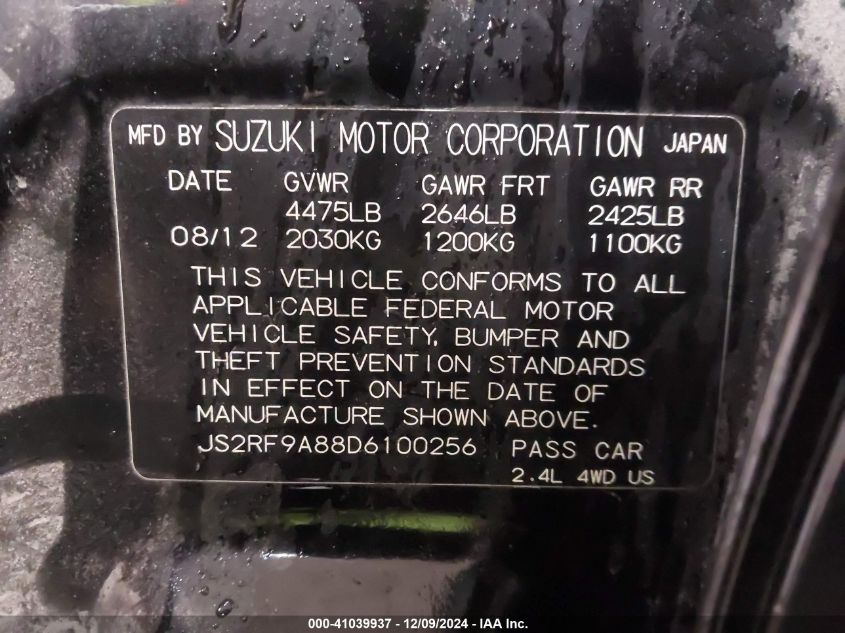 MFD BY SUZUKI MOTOR CORPORATION JAPAN
DATE GVWR GAWR FRT GAWR RR
4475LB 2646LB 2425LB
08/12 2030KG 1200KG 1100KG
THIS VEHICLE CONFORMS TO ALL
APPLICABLE FEDERAL MOTOR
VEHICLE SAFETY, BUMPER AND
THEFT PREVENTION STANDARDS
IN EFFECT ON THE DATE OF
MANUFACTURE SHOWN ABOVE.
JS2RF9A88D6100256 PASS CAR
2.4L 4WD US
000-41039937 - 12/09/2024 - IAA Inc.